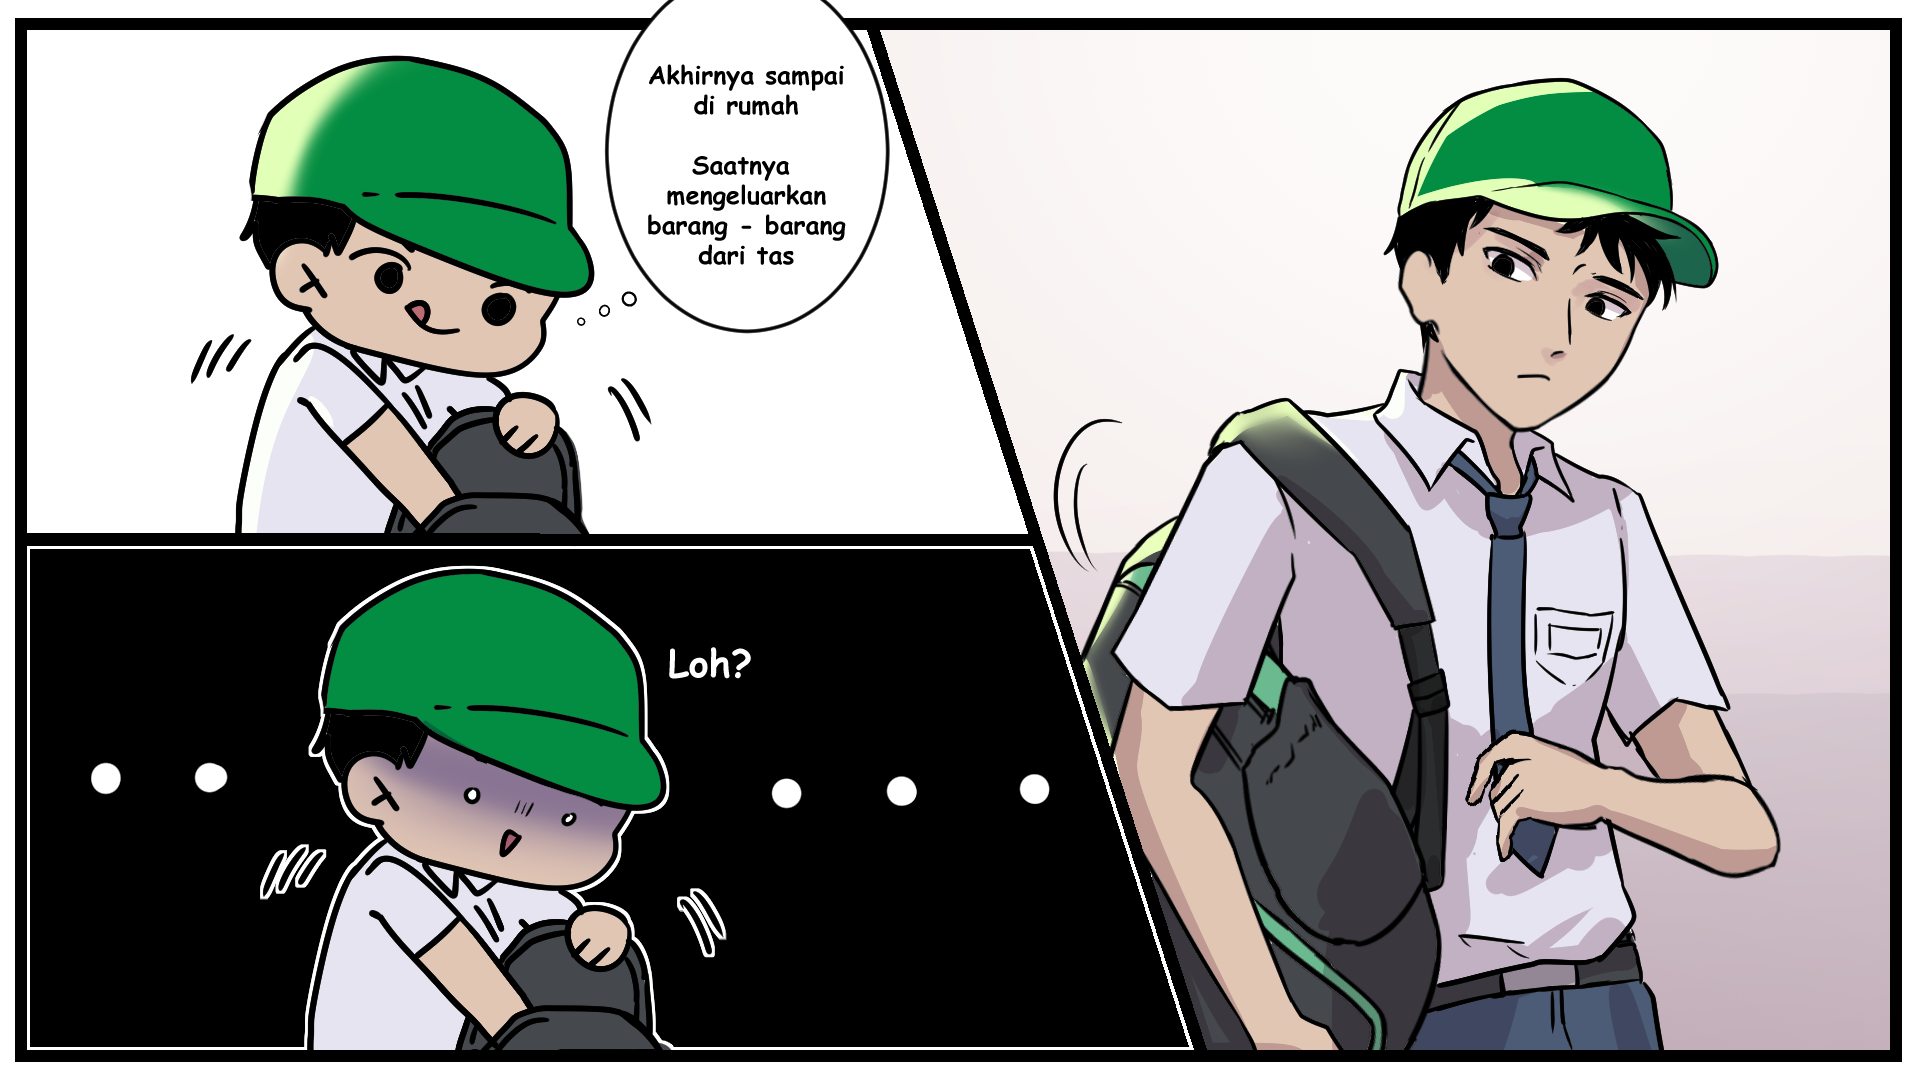 Akhirnya sampai
di rumah
Saatnya
mengeluarkan
barang - barang
dari tas
Loh?